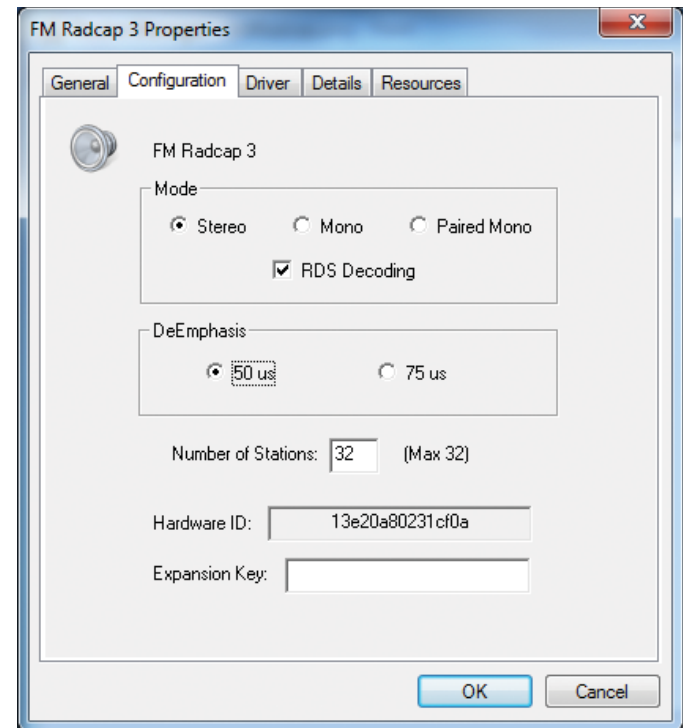 FM Radcap 3 Properties
General Configuration Driver Details Resources
FM Radcap 3
Mode
Stereo Mono Paired Mono
RDS Decoding
DeEmphasis
50 us 75 us
Number of Stations: 32 (Max 32)
Hardware ID: 13e20a80231cf0a
Expansion Key:
OK Cancel